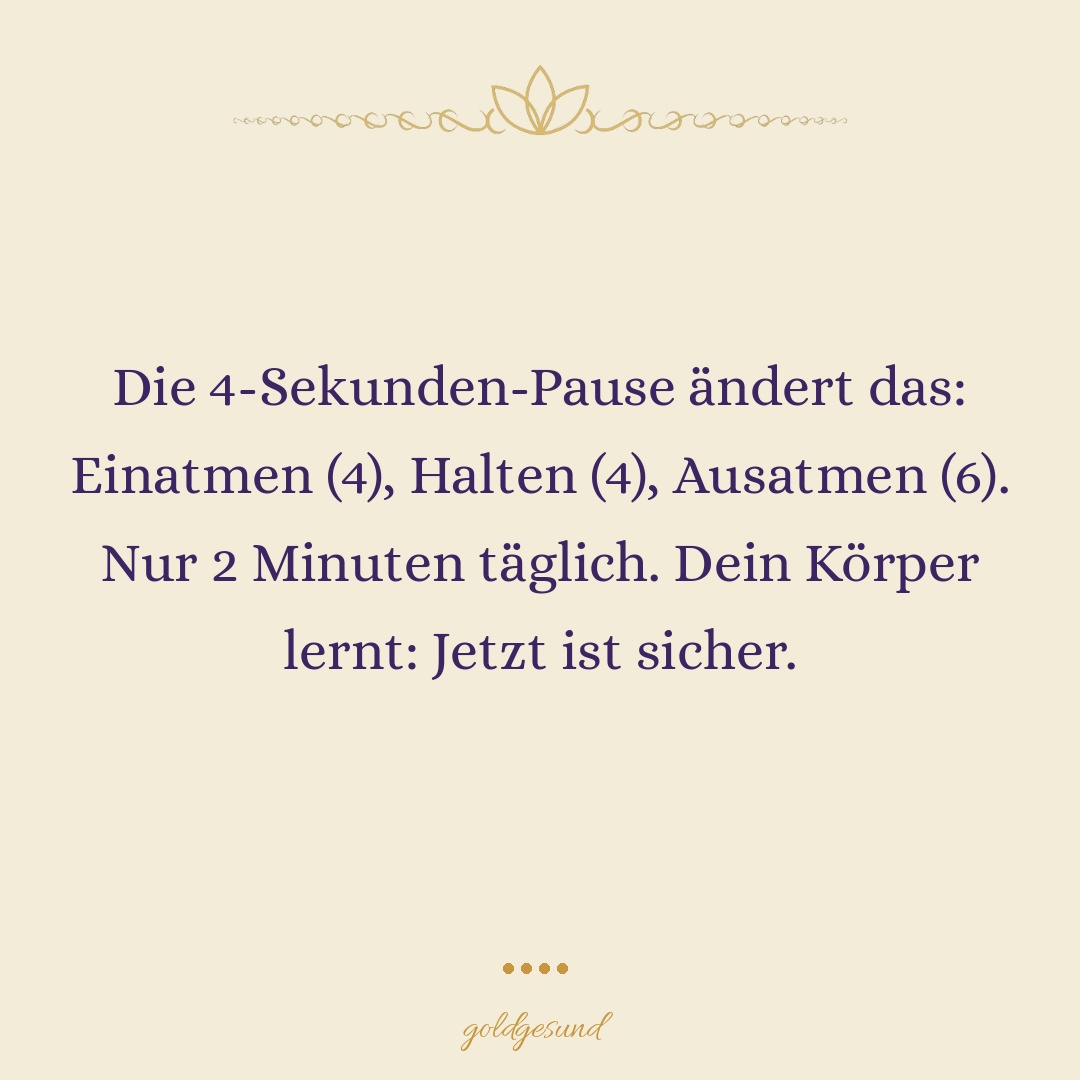 Die 4-Sekunden-Pause ändert das:
Einatmen (4), Halten (4), Ausatmen (6).
Nur 2 Minuten täglich. Dein Körper
lernt: Jetzt ist sicher.
goldgesund